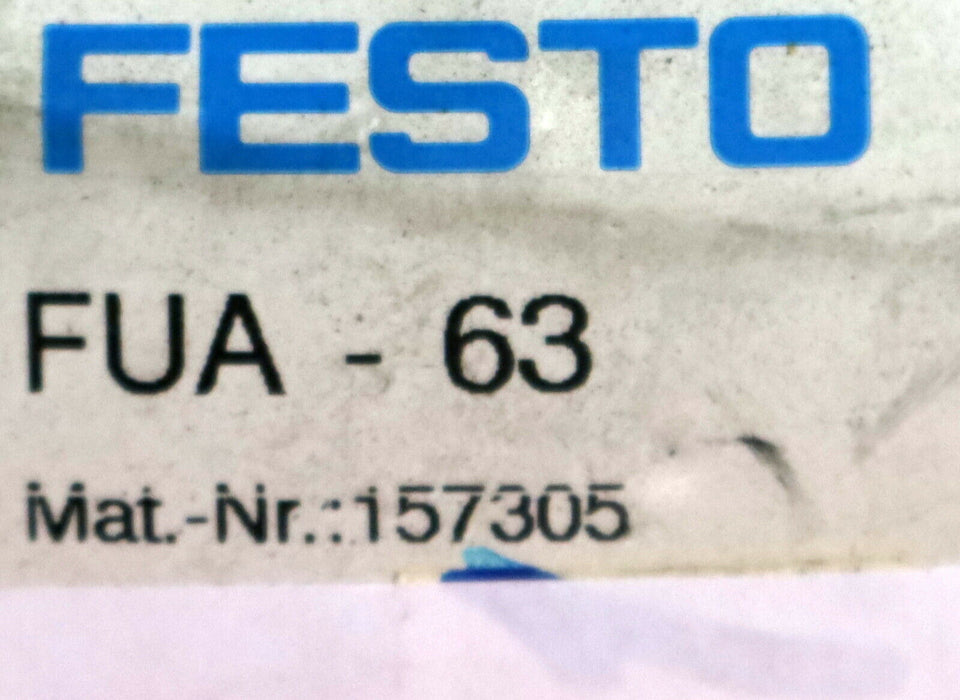 FESTO
FUA - 63
Mat.-Nr.:157305